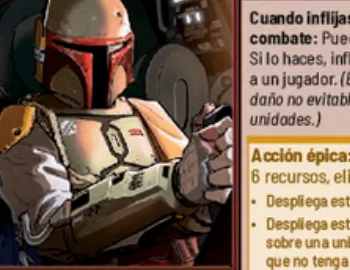 Cuando inflijas
combate: Pue
Si lo haces, infl
a un jugador. (E
daño no evitabl
unidades.)
Acción épica:
6 recursos, eli
• Despliega est
• Despliega est
sobre una uni
que no tenga